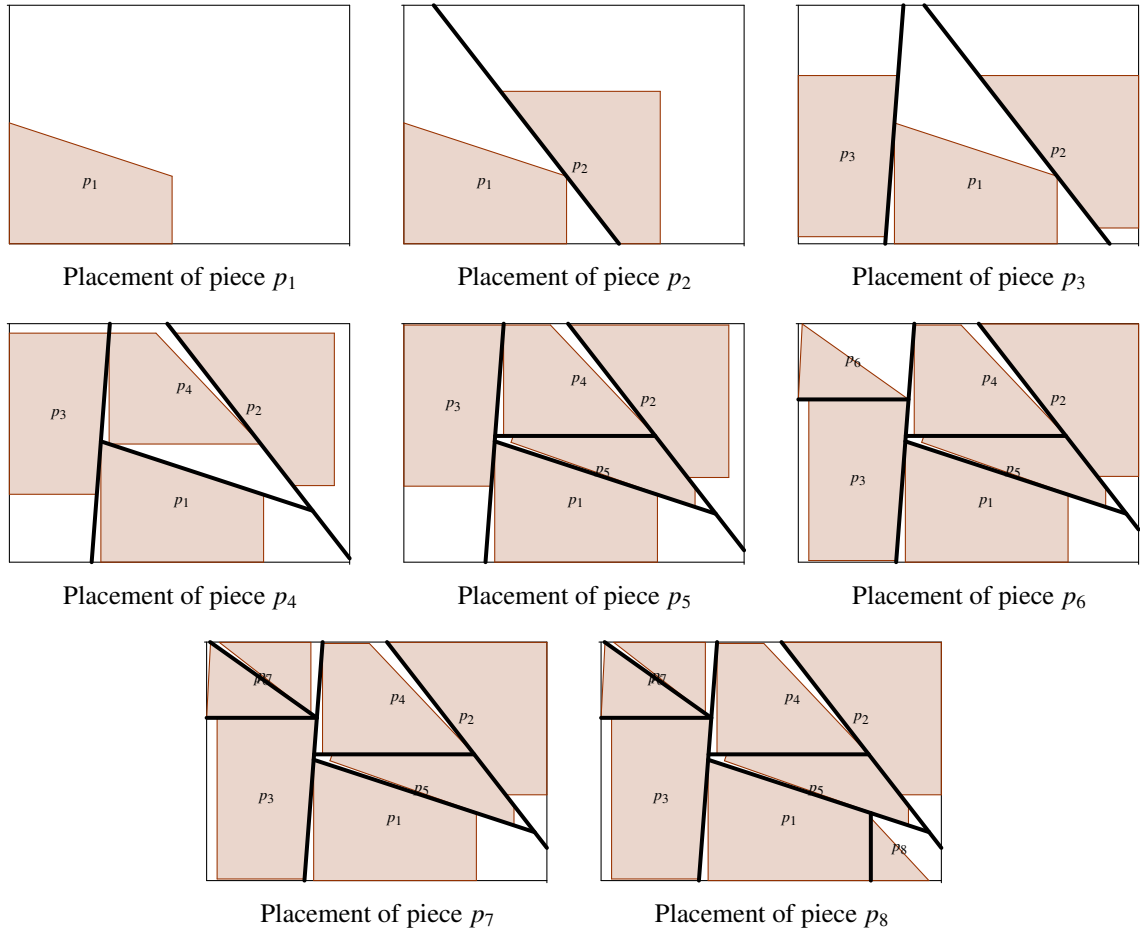 p1
Placement of piece p1
p1
p2
Placement of piece p2
p3
p1
p2
Placement of piece p3
p3
p4
p2
p1
Placement of piece p4
p3
p4
p2
p5
p1
Placement of piece p5
p6
p4
p2
p5
p3
p1
Placement of piece p6
p7
p4
p2
p5
p3
p1
Placement of piece p7
p7
p4
p2
p5
p3
p1
p8
Placement of piece p8